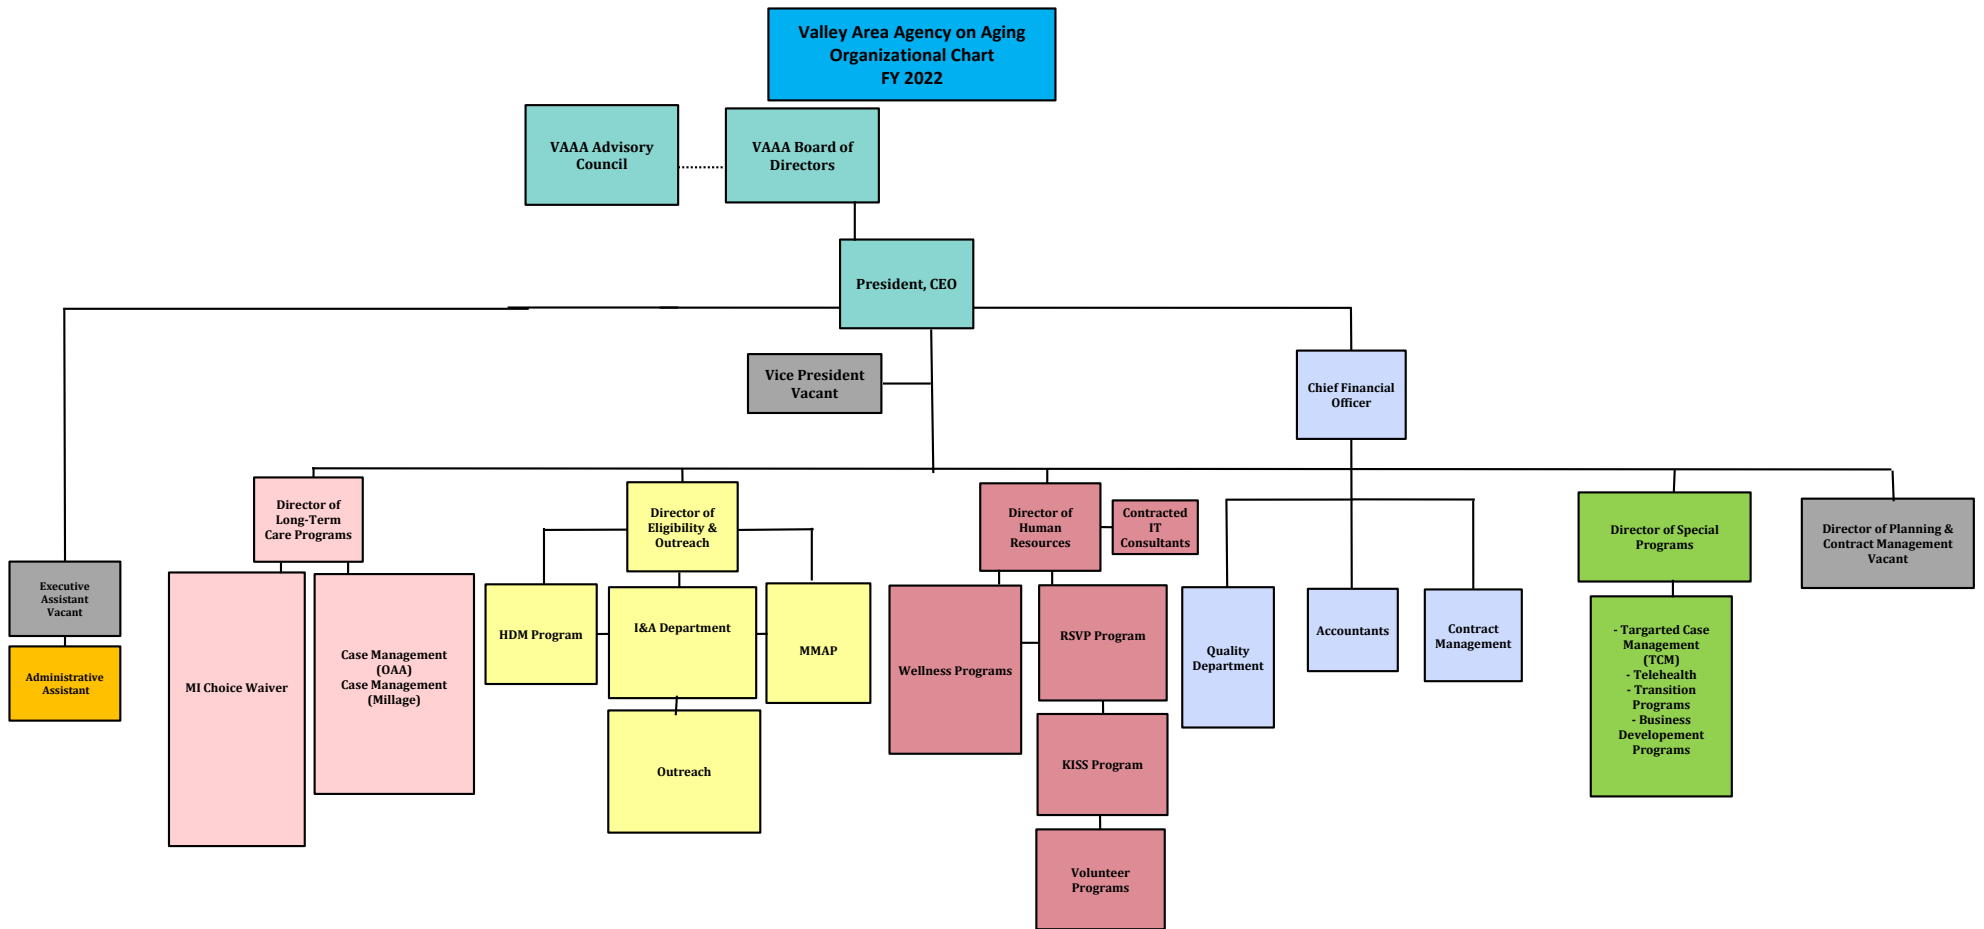 Valley Area Agency on Aging
Organizational Chart
FY 2022
VAAA Advisory
Council
VAAA Board of
Directors
President, CEO
Vice President
Vacant
Chief Financial
Officer
Director of
Long-Term
Care Programs
Director of
Eligibility &
Outreach
Director of
Human
Resources
Contracted
IT
Consultants
Director of Special
Programs
Director of Planning &
Contract Management
Vacant
Executive
Assistant
Vacant
Administrative
Assistant
MI Choice Waiver
Case Management
(OAA)
Case Management
(Millage)
HDM Program
I&A Department
MMAP
Outreach
Wellness Programs
RSVP Program
KISS Program
Volunteer
Programs
Quality
Department
Accountants
Contract
Management
- Targarted Case
Management
(TCM)
- Telehealth
- Transition
Programs
- Business
Developement
Programs